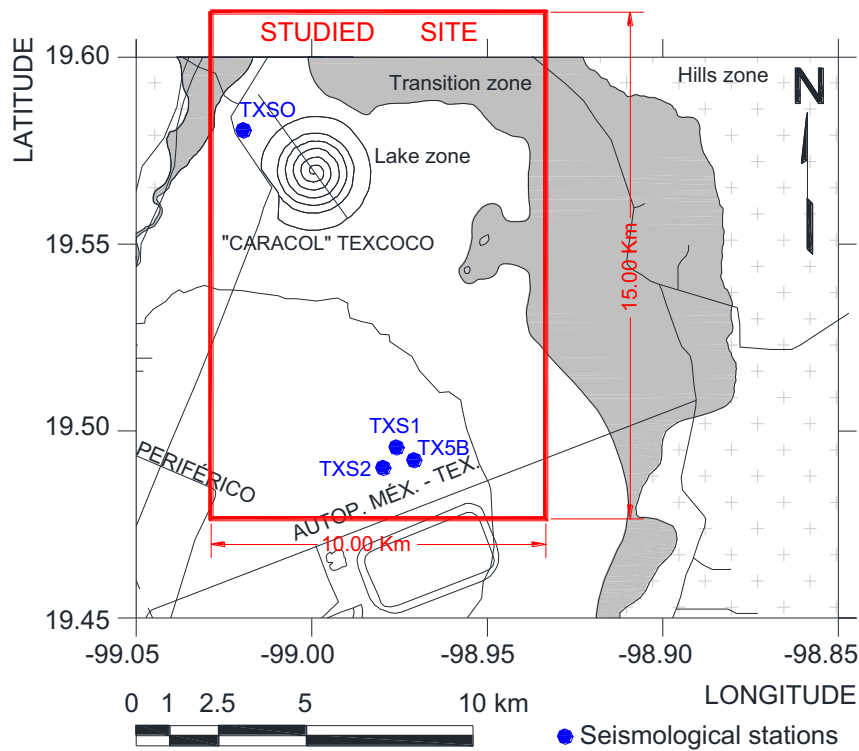 STUDIED SITE
19.60
Transition zone
Hills zone
N
LATITUDE
TXSO
Lake zone
19.55
"CARACOL" TEXCOCO
15.00 Km
19.50
TXS1
TX5B
TXS2
PERIFÉRICO
AUTOP. MÉX. - TEX.
10.00 Km
19.45
-99.05 -99.00 -98.95 -98.90 -98.85
0 1 2.5 5 10 km
LONGITUDE
Seismological stations